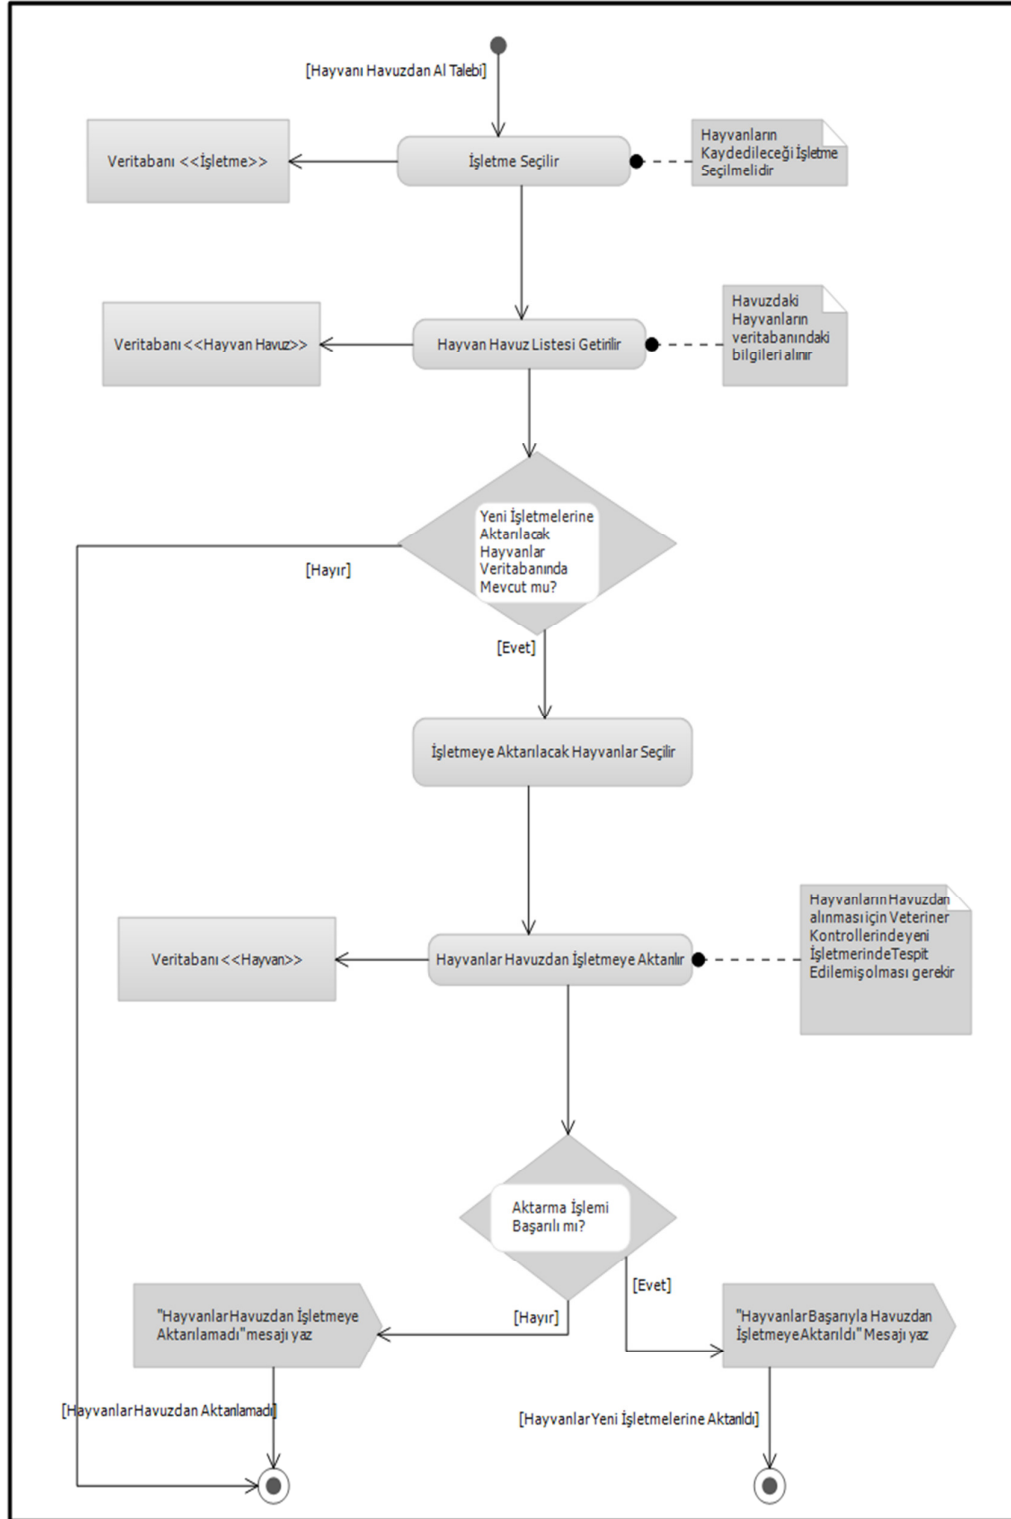 [Hayvanı Havuzdan Al Talebi]
Veritabanı <<İşletme>>
İşletme Seçilir
Hayvanların
Kaydedileceği İşletme
Seçilmelidir
Veritabanı <<Hayvan Havuz>>
Hayvan Havuz Listesi Getirilir
Havuzdaki
Hayvanların
veritabanındaki
bilgileri alınır
Yeni İşletmelerine
Aktarılacak
Hayvanlar
Veritabanında
Mevcut mu?
[Hayır]
[Evet]
İşletmeye Aktarılacak Hayvanlar Seçilir
Veritabanı <<Hayvan>>
Hayvanlar Havuzdan İşletmeye Aktarılır
Hayvanların Havuzdan
alınması için Veteriner
Kontrollerinde yeni
İşletmerinde Tespit
Edilemiş olması gerekir
Aktarma İşlemi
Başarılı mı?
[Evet]
[Hayır]
"Hayvanlar Havuzdan İşletmeye
Aktarılamadı" mesajı yaz
"Hayvanlar Başarıyla Havuzdan
İşletmeye Aktarıldı" Mesajı yaz
[Hayvanlar Havuzdan Aktarılamadı]
[Hayvanlar Yeni İşletmelerine Aktarıldı]